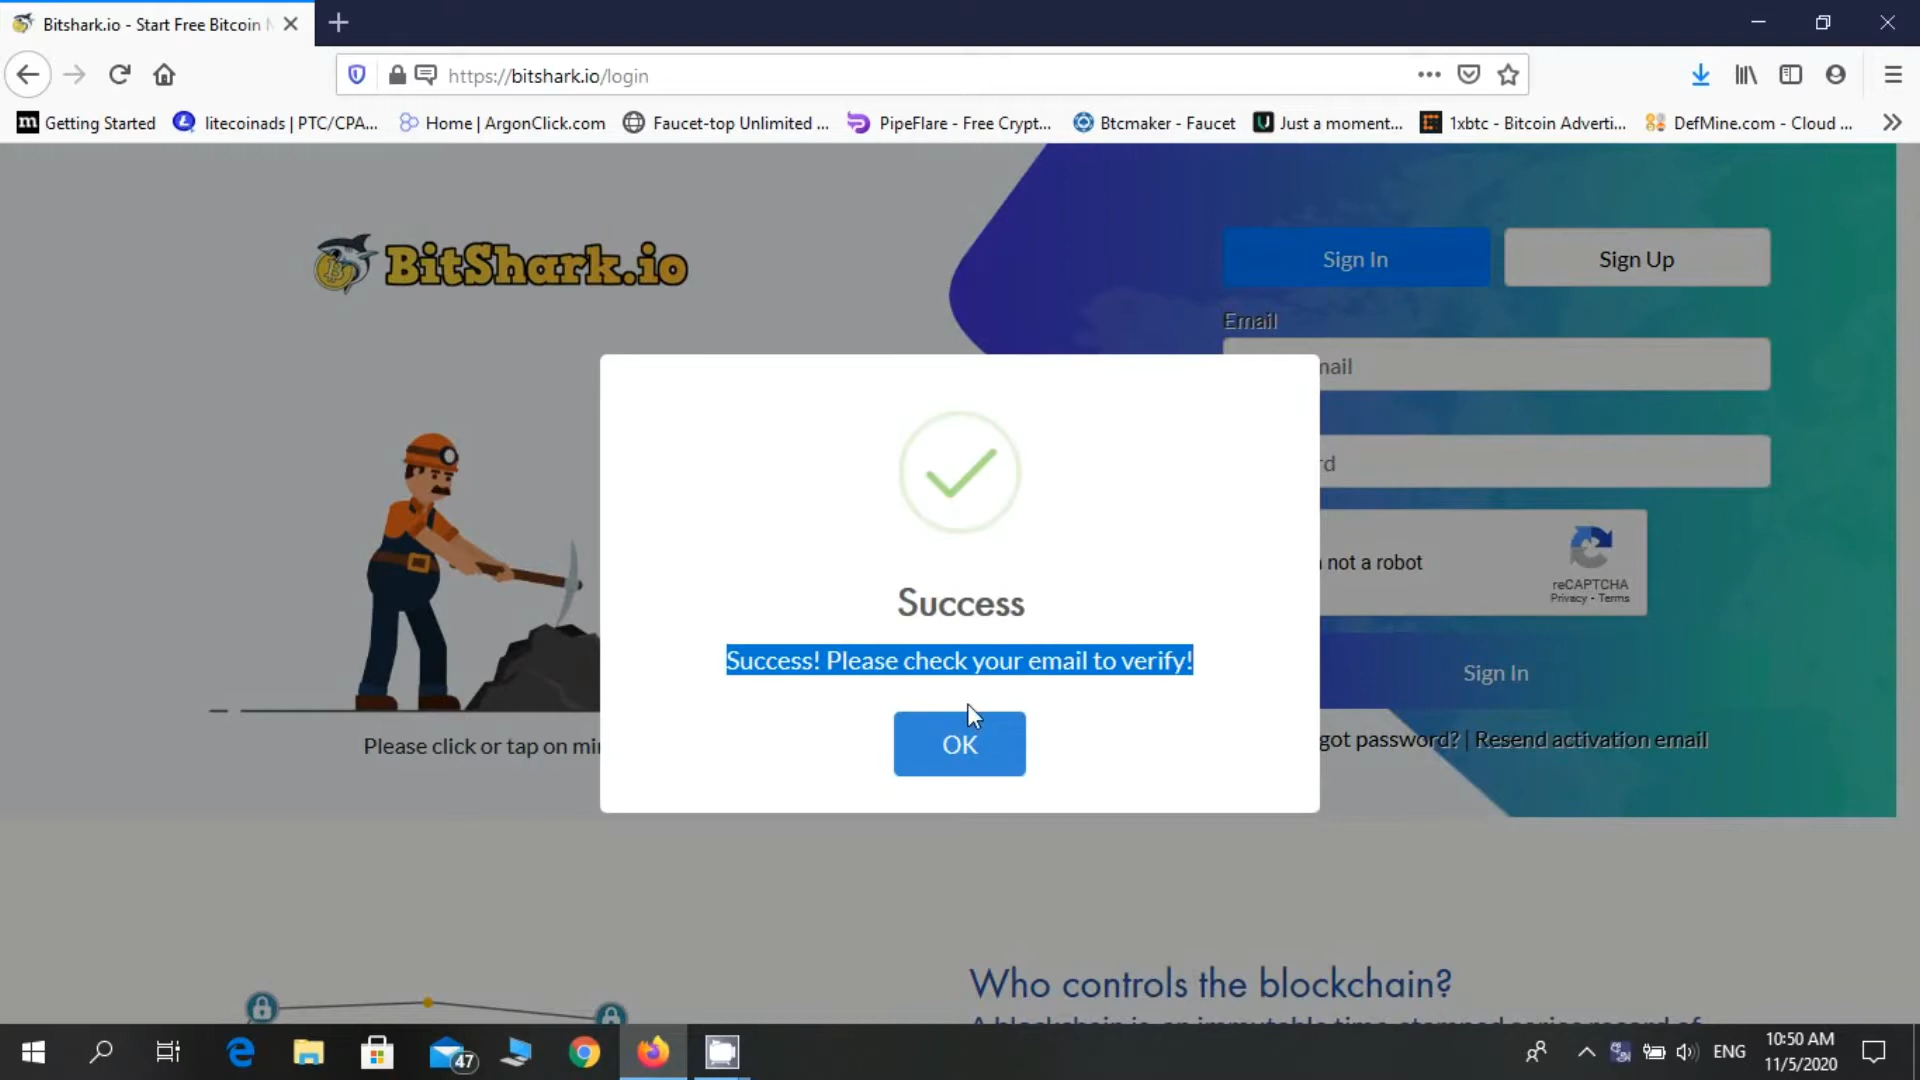 Bitshark.io - Start Free Bitcoin
https://bitshark.io/login
Getting Started
litecoinads | PTC/CPA...
Home | ArgonClick.com
Faucet-top Unlimited ...
PipeFlare - Free Crypt...
Btcmaker - Faucet
Just a moment...
1xbtc - Bitcoin Adverti...
DefMine.com - Cloud ...
BitShark.io
Sign In
Sign Up
Email
mail
rd
not a robot
reCAPTCHA
Privacy - Terms
Success
Success! Please check your email to verify!
OK
Sign In
Please click or tap on min
got password? | Resend activation email
Who controls the blockchain?
47
ENG
10:50 AM
11/5/2020